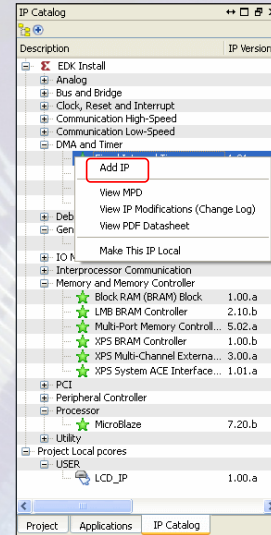 IP Catalog
Description IP Version
EDK Install
Analog
Bus and Bridge
Clock, Reset and Interrupt
Communication High-Speed
Communication Low-Speed
DMA and Timer
Add IP
View MPD
View IP Modifications (Change Log)
Deb
View PDF Datasheet
Gen
Make This IP Local
IO M
Interprocessor Communication
Memory and Memory Controller
Block RAM (BRAM) Block 1.00.a
LMB BRAM Controller 2.10.b
Multi-Port Memory Controll... 5.02.a
XPS BRAM Controller 1.00.b
XPS Multi-Channel Externa... 3.00.a
XPS System ACE Interface... 1.01.a
PCI
Peripheral Controller
Processor
MicroBlaze 7.20.b
Utility
Project Local pcores
USER
LCD_IP 1.00.a
Project Applications IP Catalog